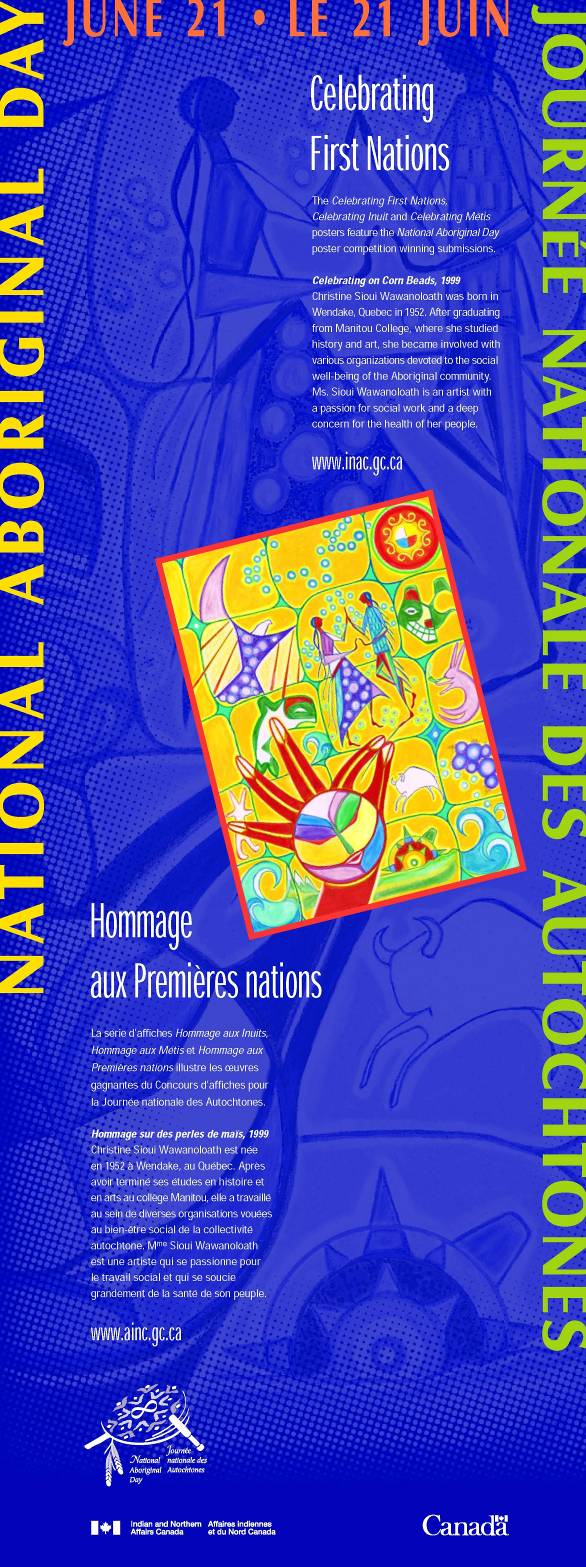 JUNE 21 • LE 21 JUIN
NATIONAL ABORIGINAL DAY
JOURNÉE NATIONALE DES AUTOCHTONES
Celebrating
First Nations
The Celebrating First Nations,
Celebrating Inuit and Celebrating Métis
posters feature the National Aboriginal Day
poster competition winning submissions.
Celebrating on Corn Beads, 1999
Christine Sioui Wawanoloath was born in
Wendake, Quebec in 1952. After graduating
from Manitou College, where she studied
history and art, she became involved with
various organizations devoted to the social
well-being of the Aboriginal community.
Ms. Sioui Wawanoloath is an artist with
a passion for social work and a deep
concern for the health of her people.
www.inac.gc.ca
Hommage
aux Premières nations
La série d'affiches Hommage aux Inuits,
Hommage aux Métis et Hommage aux
Premières nations illustre les œuvres
gagnantes du Concours d'affiches pour
la Journée nationale des Autochtones.
Hommage sur des perles de maïs, 1999
Christine Sioui Wawanoloath est née
en 1952 à Wendake, au Québec. Après
avoir terminé ses études en histoire et
en arts au collège Manitou, elle a travaillé
au sein de diverses organisations vouées
au bien-être social de la collectivité
autochtone. Mme Sioui Wawanoloath
est une artiste qui se passionne pour
le travail social et qui se soucie
grandement de la santé de son peuple.
www.ainc.gc.ca
National
Aboriginal
Day
Journée
nationale des
Autochtones
Indian and Northern
Affairs Canada
Affaires indiennes
et du Nord Canada
Canada